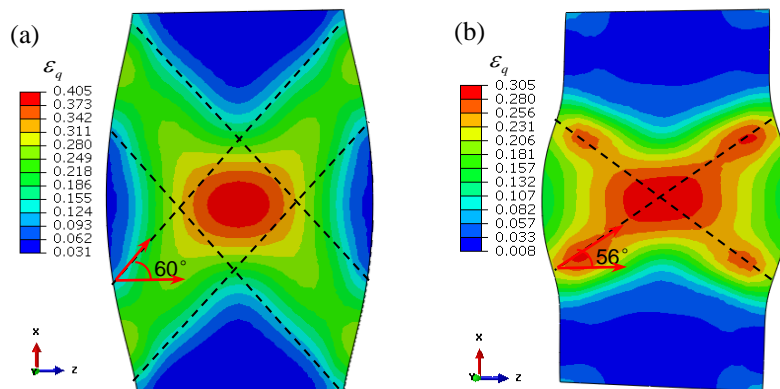 (a)
ε_q
0.405
0.373
0.342
0.311
0.280
0.249
0.218
0.186
0.155
0.124
0.093
0.062
0.031
60°
X
Y
Z
(b)
ε_q
0.305
0.280
0.256
0.231
0.206
0.181
0.157
0.132
0.107
0.082
0.057
0.033
0.008
56°
X
Y
Z